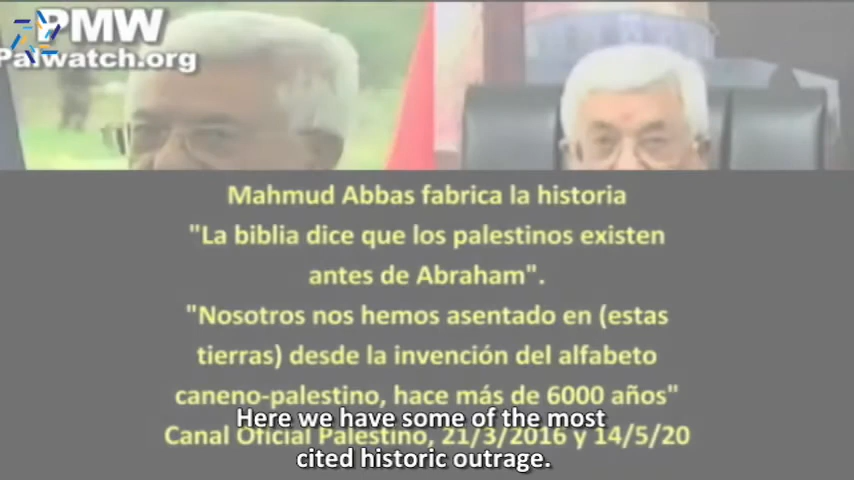 PMW
Palwatch.org
Mahmud Abbas fabrica la historia
"La biblia dice que los palestinos existen
antes de Abraham".
"Nosotros nos hemos asentado en (estas
tierras) desde la invención del alfabeto
caneno-palestino, hace más de 6000 años"
Here we have some of the most
Canal Oficial Palestino, 21/3/2016 y 14/5/20
cited historic outrage.